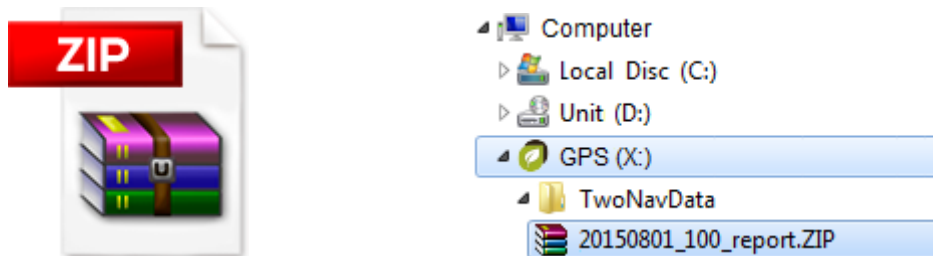 ZIP
Computer
Local Disc (C:)
Unit (D:)
GPS (X:)
TwoNavData
20150801_100_report.ZIP